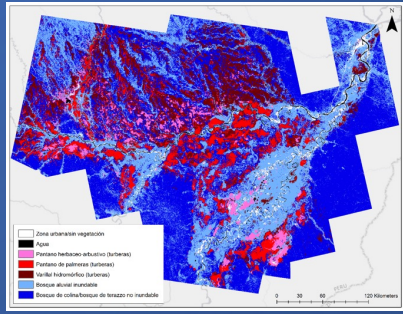 N
Zona urbana/sin vegetación
Agua
Pantano herbaceo-arbustivo (turberas)
Pantano de palmeras (turberas)
Varillal hidromórfico (turberas)
Bosque aluvial inundable
Bosque de colina/bosque de terrazo no inundable
0 30 60 120 Kilometers